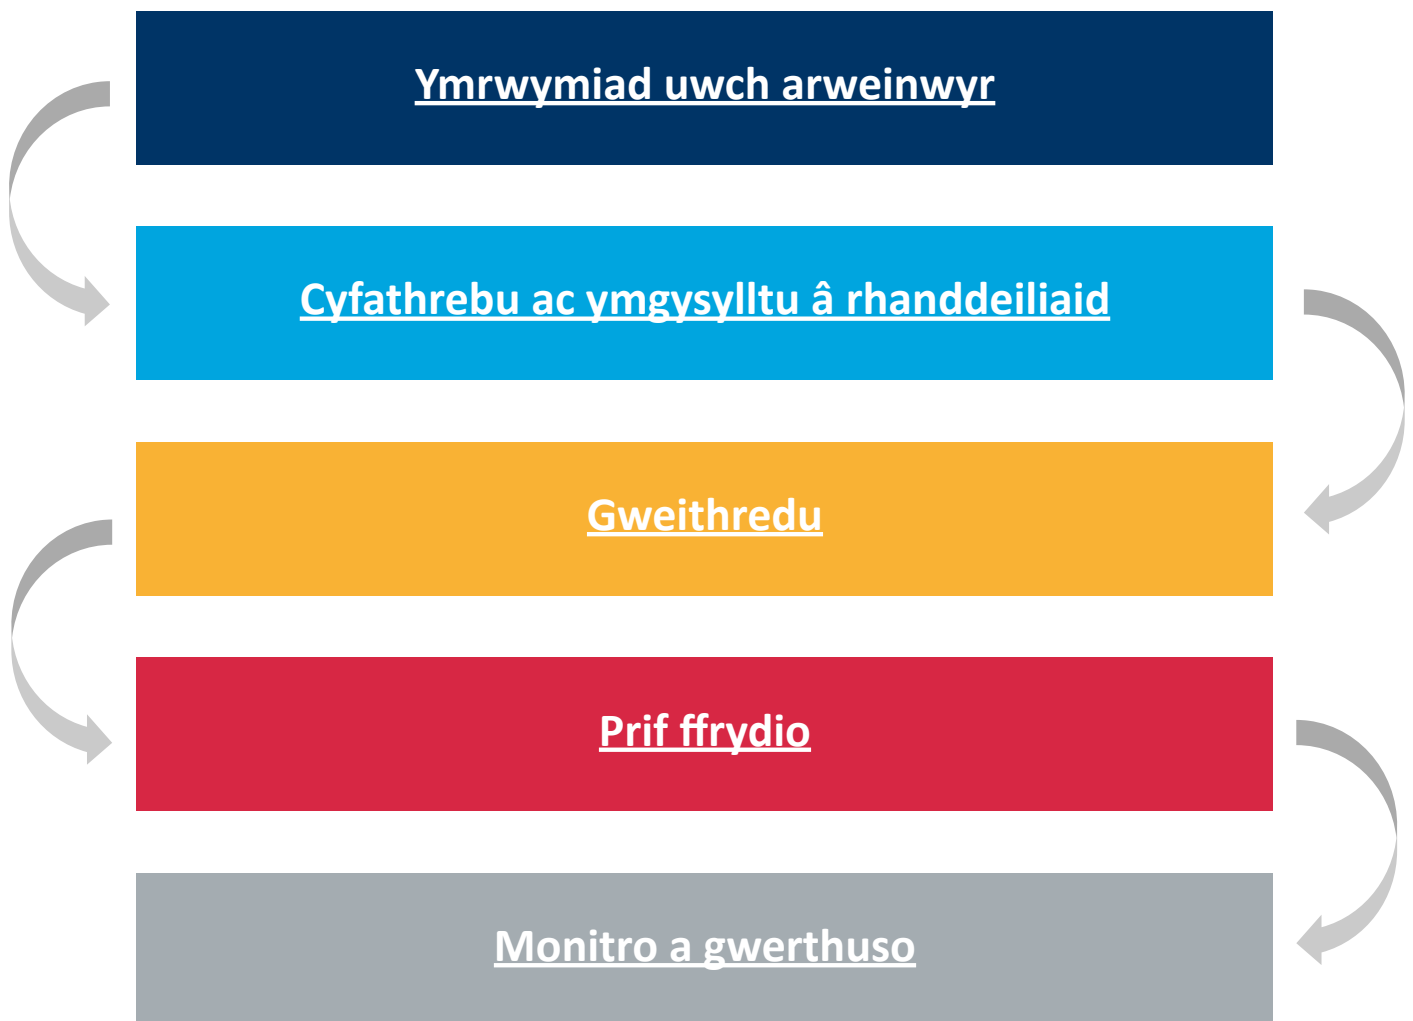 Ymrwymiad uwch arweinwyr
Cyfathrebu ac ymgysylltu â rhanddeiliaid
Gweithredu
Prif ffrydio
Monitro a gwerthuso